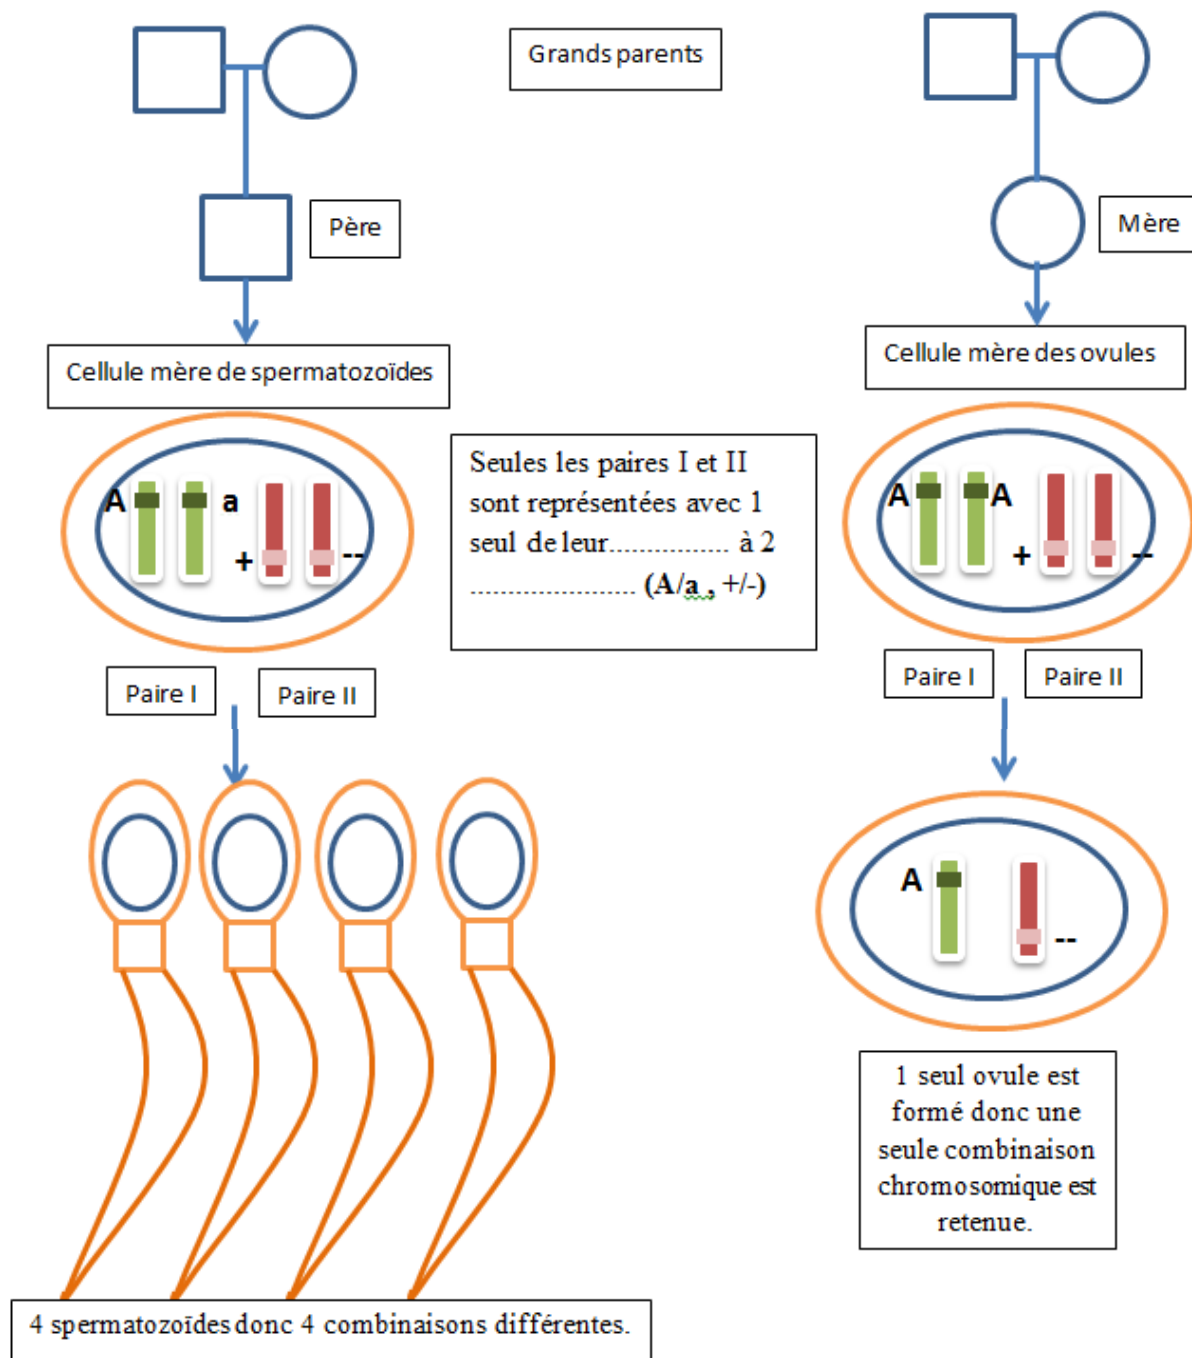 Grands parents
Père
Mère
Cellule mère de spermatozoïdes
Cellule mère des ovules
A
a
+
--
Seules les paires I et II
sont représentées avec 1
seul de leur................ à 2
...................... (A/a , +/-)
A
A
+
--
Paire I
Paire II
Paire I
Paire II
A
--
1 seul ovule est
formé donc une
seule combinaison
chromosomique est
retenue.
4 spermatozoïdes donc 4 combinaisons différentes.